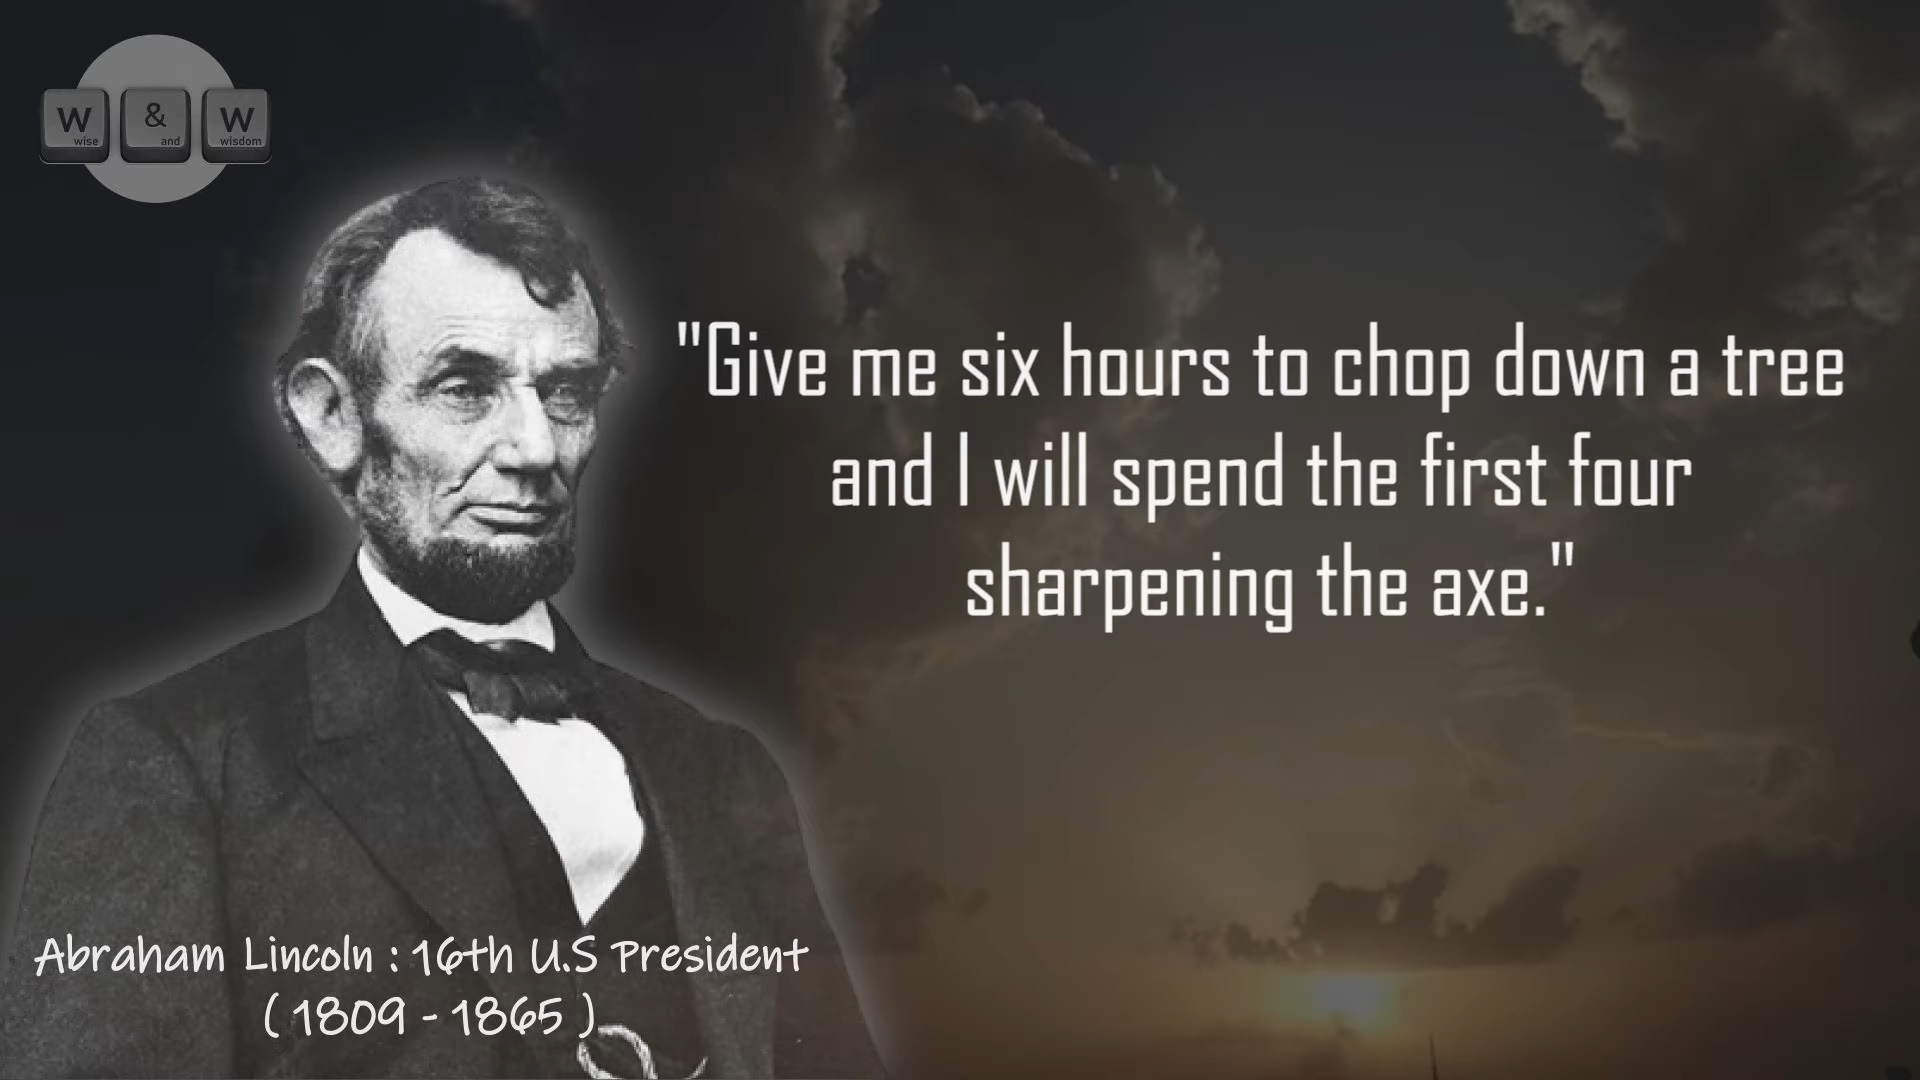 W & W
wise and wisdom
"Give me six hours to chop down a tree
and I will spend the first four
sharpening the axe."
Abraham Lincoln : 16th U.S President
( 1809 - 1865 )